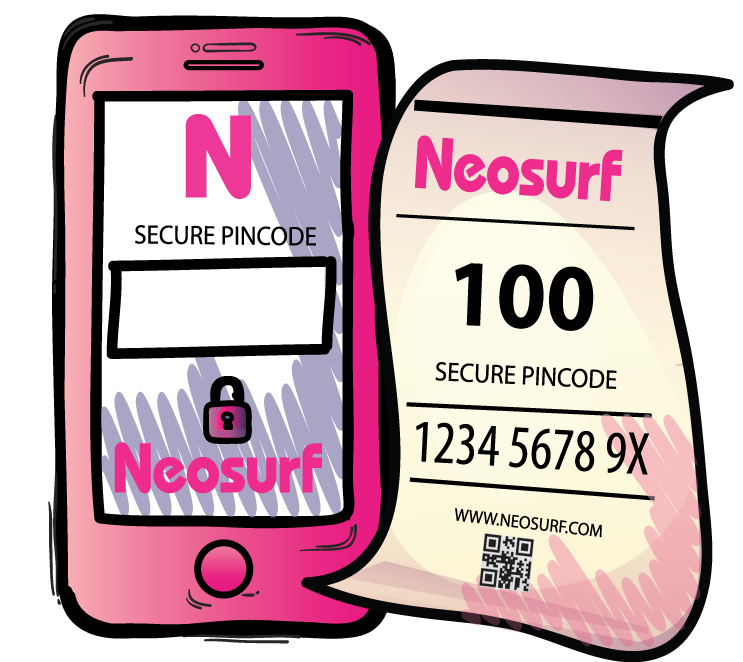 N
SECURE PINCODE
Neosurf
Neosurf
100
SECURE PINCODE
1234 5678 9X
WWW.NEOSURF.COM